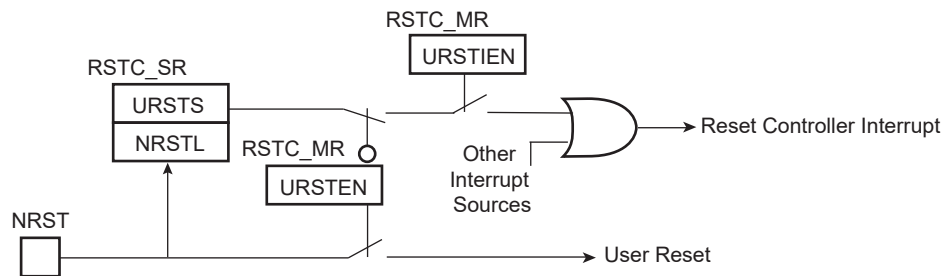 RSTC_MR
URSTIEN
RSTC_SR
URSTS
NRSTL
RSTC_MR
URSTEN
Reset Controller Interrupt
Other
Interrupt
Sources
NRST
User Reset